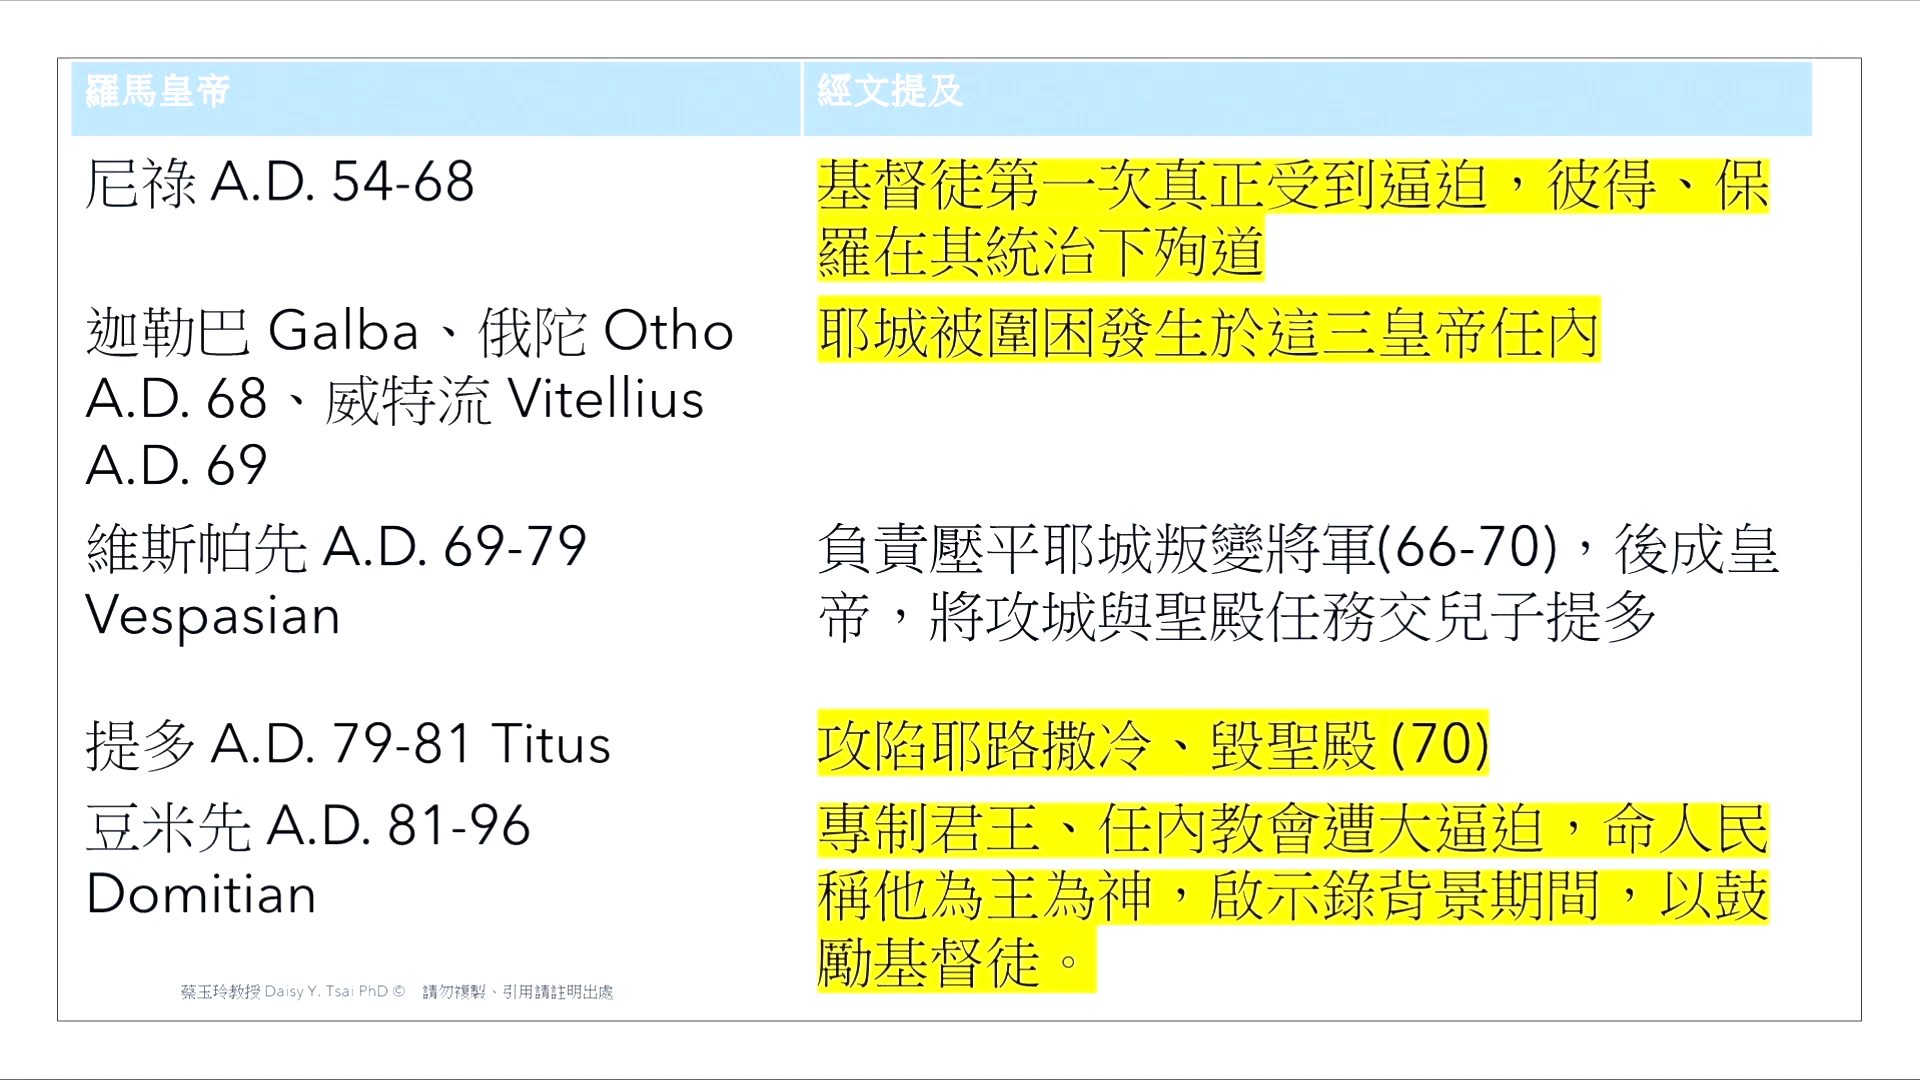 羅馬皇帝
經文提及
尼祿 A.D. 54-68
基督徒第一次真正受到逼迫，彼得、保
羅在其統治下殉道
迦勒巴 Galba、俄陀 Otho
A.D. 68、威特流 Vitellius
A.D. 69
耶城被圍困發生於這三皇帝任內
維斯帕先 A.D. 69-79
Vespasian
負責壓平耶城叛變將軍(66-70)，後成皇
帝，將攻城與聖殿任務交兒子提多
提多 A.D. 79-81 Titus
攻陷耶路撒冷、毀聖殿 (70)
豆米先 A.D. 81-96
Domitian
專制君王、任內教會遭大逼迫，命人民
稱他為主為神，啟示錄背景期間，以鼓
勵基督徒。
蔡玉玲教授 Daisy Y. Tsai PhD © 請勿複製、引用請註明出處